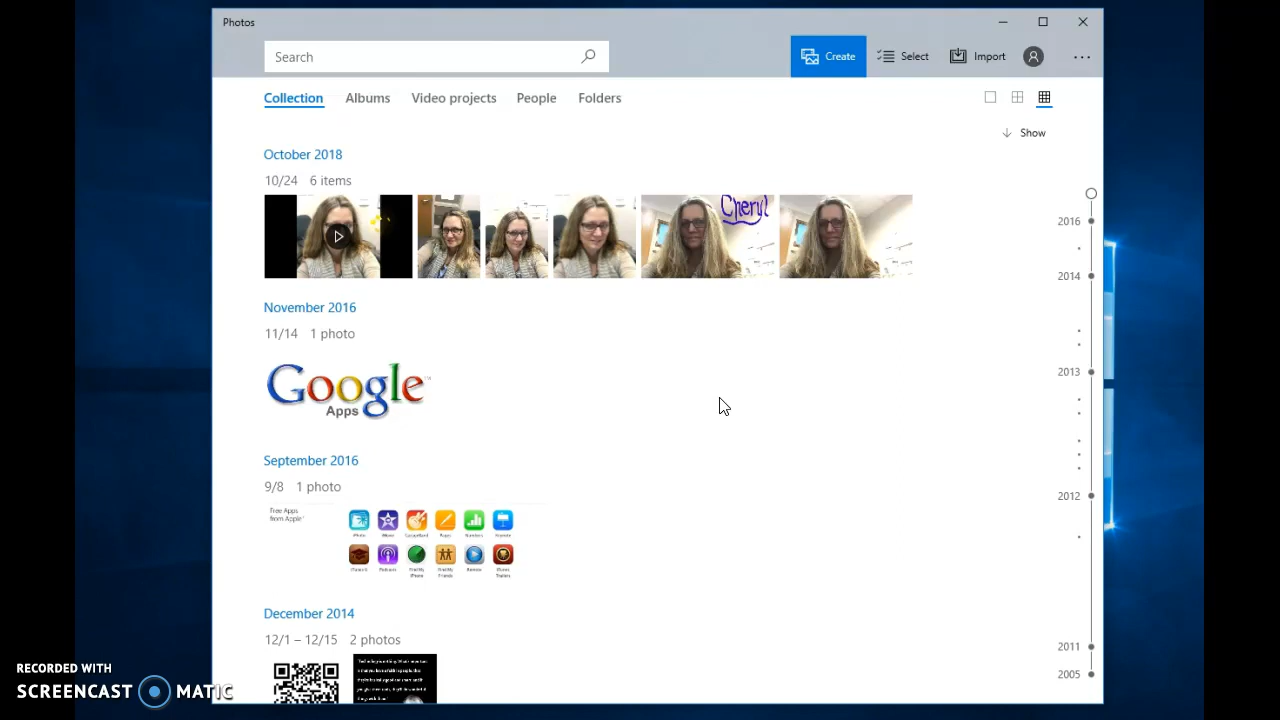 Photos
Search
Create
Select
Import
Collection
Albums
Video projects
People
Folders
Show
October 2018
10/24 6 items
Cheryl
November 2016
11/14 1 photo
Google
Apps
September 2016
9/8 1 photo
Free Apps
from Apple
December 2014
12/1 – 12/15 2 photos
2016
2014
2013
2012
2011
2005
RECORDED WITH
SCREENCAST MATIC